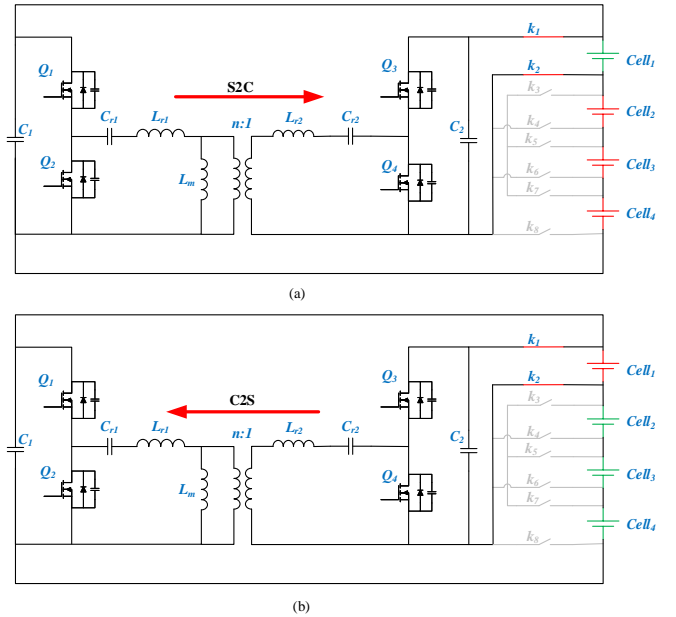 k1
Q1
Q3
Cell1
S2C
k2
k3
C1
Cr1
Lr1
n:1
Lr2
Cr2
C2
Cell2
k4
k5
Q2
Q4
Lm
Cell3
k6
k7
Cell4
k8
(a)
k1
Q1
Q3
Cell1
C2S
k2
k3
C1
Cr1
Lr1
n:1
Lr2
Cr2
C2
Cell2
k4
k5
Q2
Q4
Lm
Cell3
k6
k7
Cell4
k8
(b)